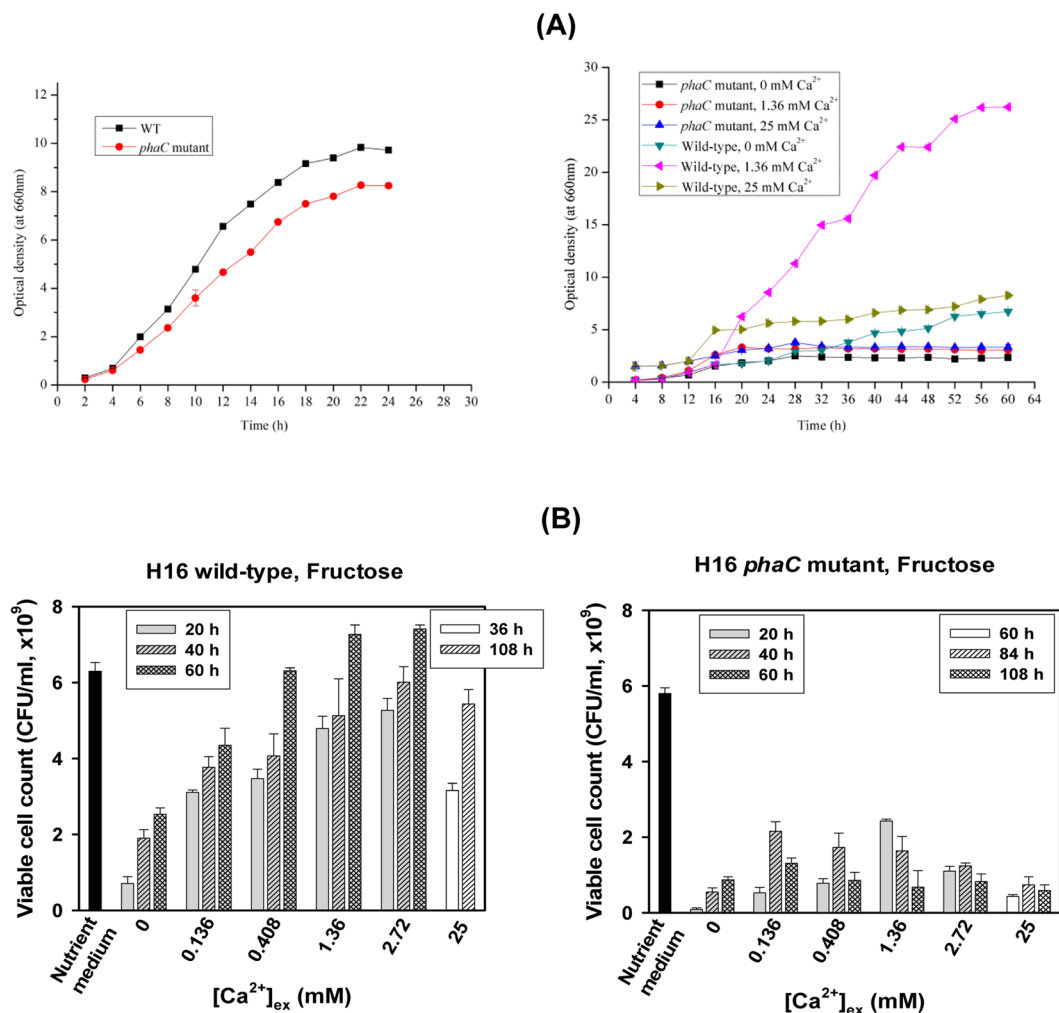 (A)
12
10
8
6
4
2
0
Optical density (at 660nm)
WT
phaC mutant
0 2 4 6 8 10 12 14 16 18 20 22 24 26 28 30
Time (h)
30
25
20
15
10
5
0
Optical density (at 660nm)
phaC mutant, 0 mM Ca²⁺
phaC mutant, 1.36 mM Ca²⁺
phaC mutant, 25 mM Ca²⁺
Wild-type, 0 mM Ca²⁺
Wild-type, 1.36 mM Ca²⁺
Wild-type, 25 mM Ca²⁺
0 4 8 12 16 20 24 28 32 36 40 44 48 52 56 60 64
Time (h)
(B)
H16 wild-type, Fructose
8
6
4
2
0
Viable cell count (CFU/ml, x10⁹)
20 h
40 h
60 h
36 h
108 h
Nutrient
medium
0
0.136
0.408
1.36
2.72
25
[Ca²⁺]ex (mM)
H16 phaC mutant, Fructose
8
6
4
2
0
Viable cell count (CFU/ml, x10⁹)
20 h
40 h
60 h
60 h
84 h
108 h
Nutrient
medium
0
0.136
0.408
1.36
2.72
25
[Ca²⁺]ex (mM)